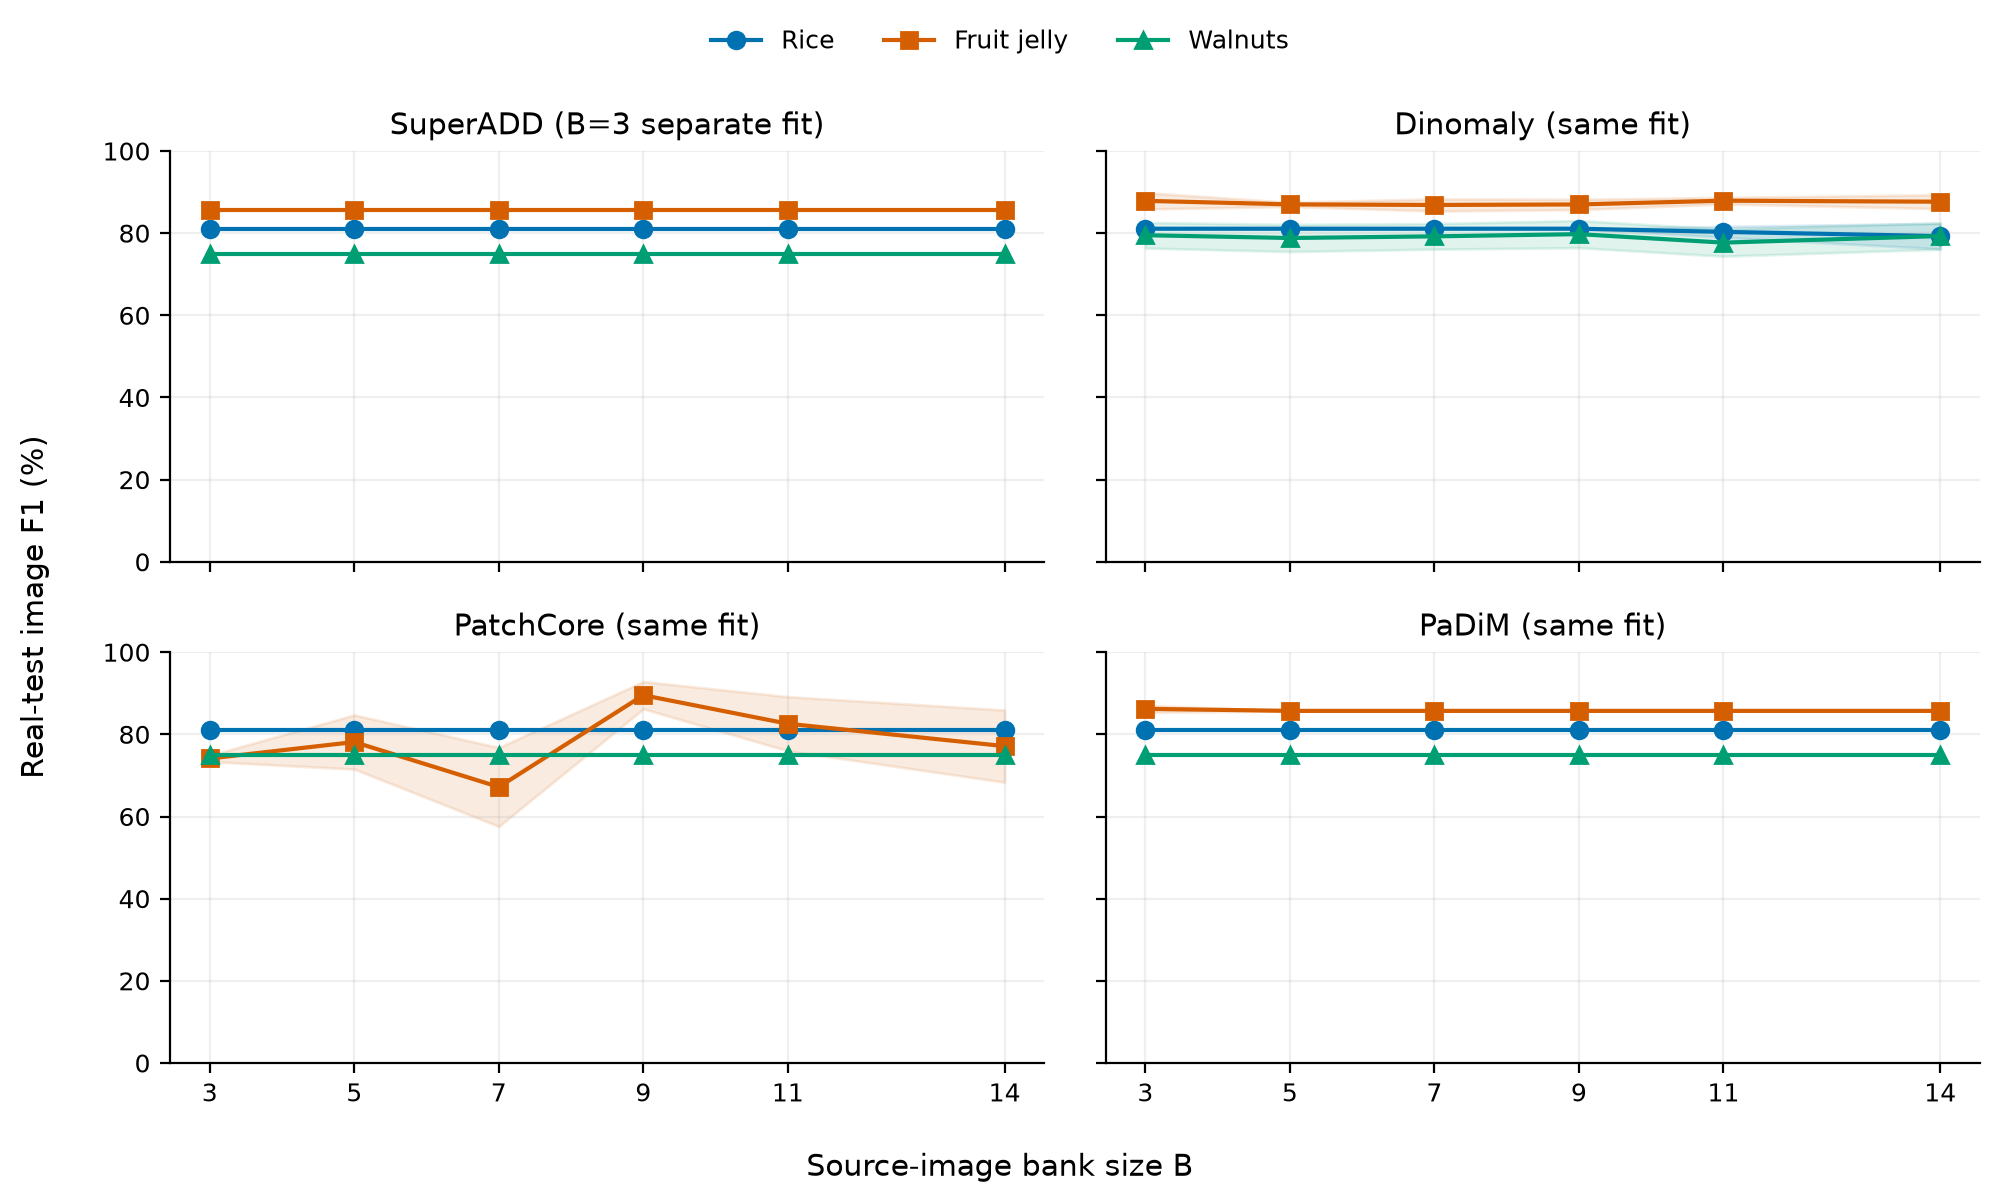 Rice Fruit jelly Walnuts
SuperADD (B=3 separate fit)
100
80
60
40
20
0
Dinomaly (same fit)
PatchCore (same fit)
100
80
60
40
20
0
3 5 7 9 11 14
PaDiM (same fit)
3 5 7 9 11 14
Real-test image F1 (%)
Source-image bank size B